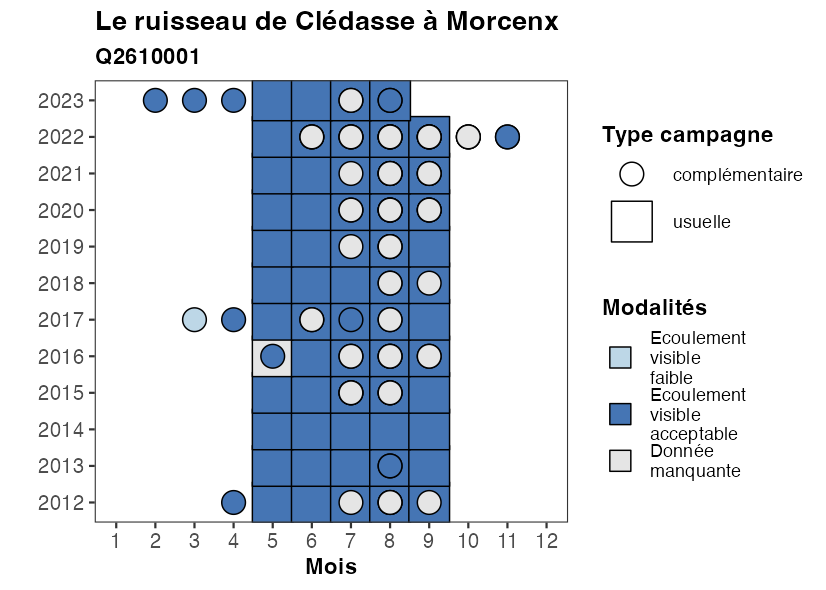 Le ruisseau de Clédasse à Morcenx
Q2610001
2023
2022
2021
2020
2019
2018
2017
2016
2015
2014
2013
2012
1 2 3 4 5 6 7 8 9 10 11 12
Mois
Type campagne
complémentaire
usuelle
Modalités
Ecoulement
visible
faible
Ecoulement
visible
acceptable
Donnée
manquante